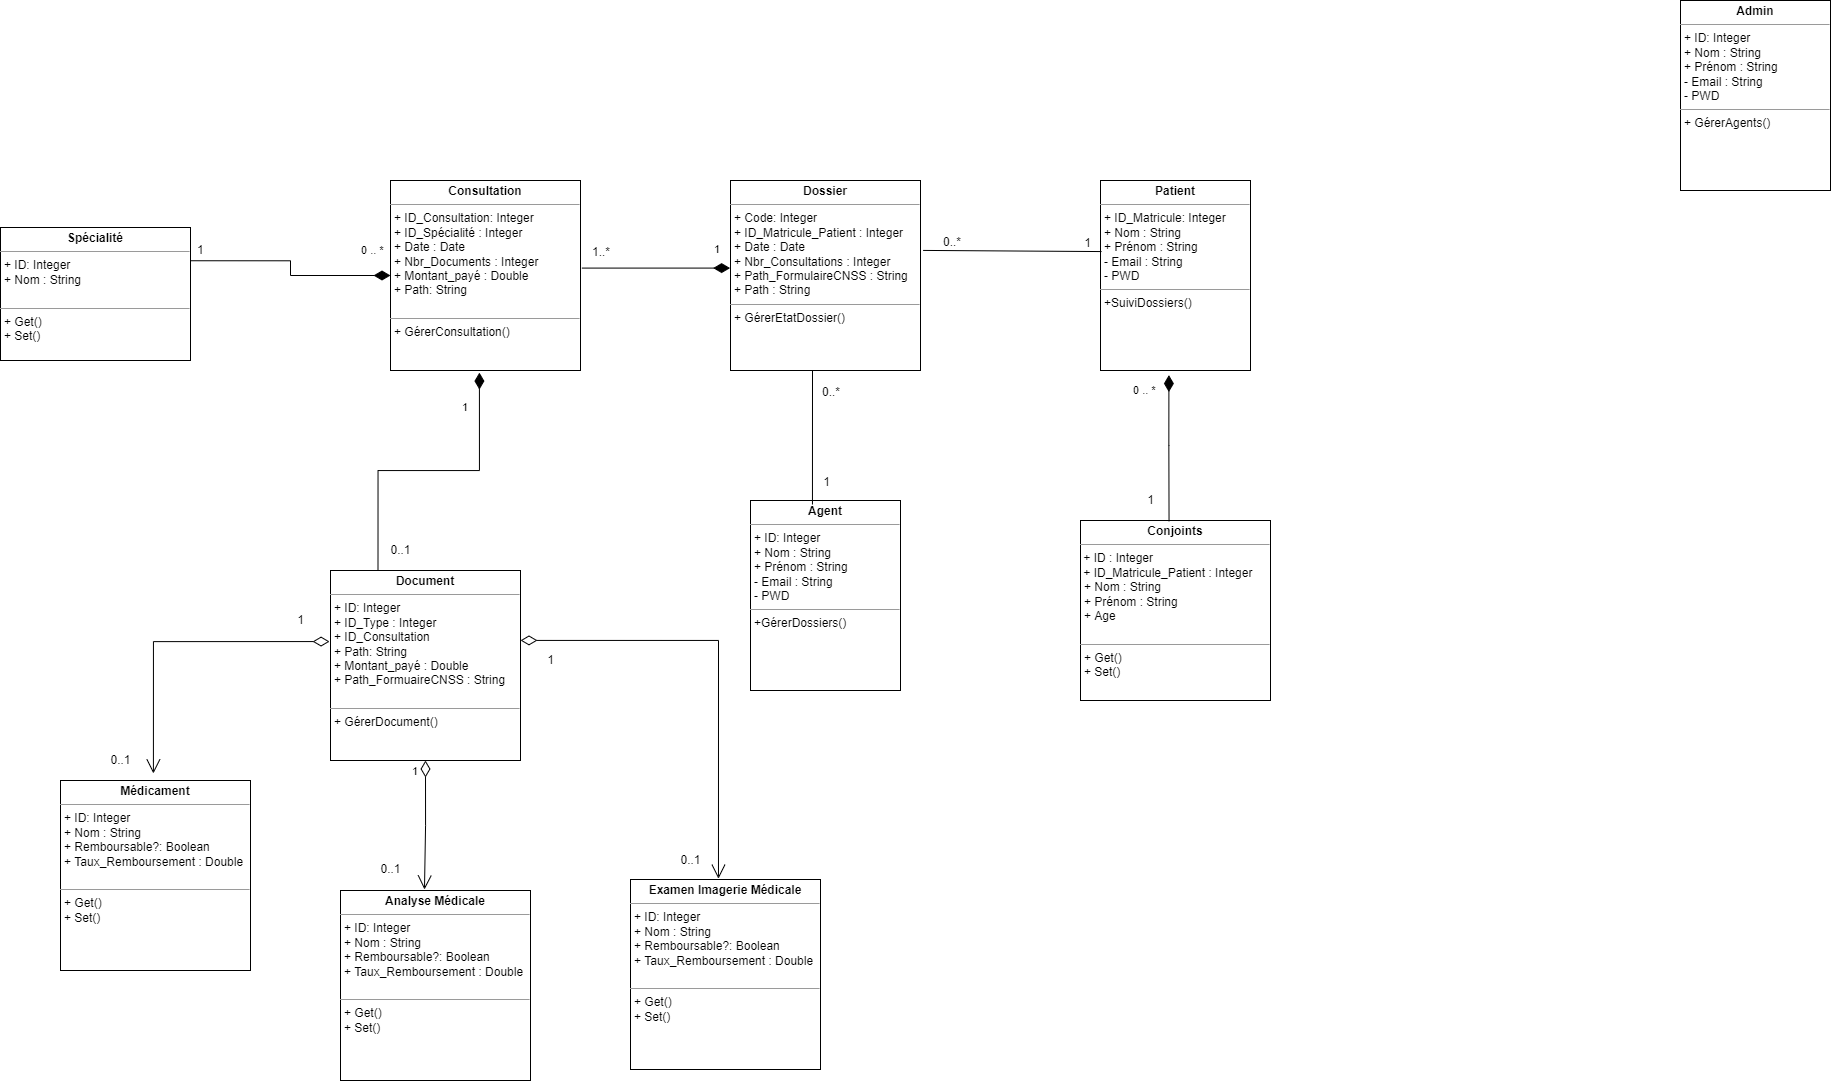 Admin
+ ID: Integer
+ Nom : String
+ Prénom : String
- Email : String
- PWD
+ GérerAgents()
Spécialité
+ ID: Integer
+ Nom : String
+ Get()
+ Set()
1
0 .. *
Consultation
+ ID_Consultation: Integer
+ ID_Spécialité : Integer
+ Date : Date
+ Nbr_Documents : Integer
+ Montant_payé : Double
+ Path: String
+ GérerConsultation()
1..*
1
Dossier
+ Code: Integer
+ ID_Matricule_Patient : Integer
+ Date : Date
+ Nbr_Consultations : Integer
+ Path_FormulaireCNSS : String
+ Path : String
+ GérerEtatDossier()
0..*
1
Patient
+ ID_Matricule: Integer
+ Nom : String
+ Prénom : String
- Email : String
- PWD
+SuiviDossiers()
1
0..1
0..*
1
0 .. *
1
Document
+ ID: Integer
+ ID_Type : Integer
+ ID_Consultation
+ Path: String
+ Montant_payé : Double
+ Path_FormuaireCNSS : String
+ GérerDocument()
Agent
+ ID: Integer
+ Nom : String
+ Prénom : String
- Email : String
- PWD
+GérerDossiers()
Conjoints
+ ID : Integer
+ ID_Matricule_Patient : Integer
+ Nom : String
+ Prénom : String
+ Age
+ Get()
+ Set()
1
0..1
1
0..1
1
0..1
Médicament
+ ID: Integer
+ Nom : String
+ Remboursable?: Boolean
+ Taux_Remboursement : Double
+ Get()
+ Set()
Analyse Médicale
+ ID: Integer
+ Nom : String
+ Remboursable?: Boolean
+ Taux_Remboursement : Double
+ Get()
+ Set()
Examen Imagerie Médicale
+ ID: Integer
+ Nom : String
+ Remboursable?: Boolean
+ Taux_Remboursement : Double
+ Get()
+ Set()